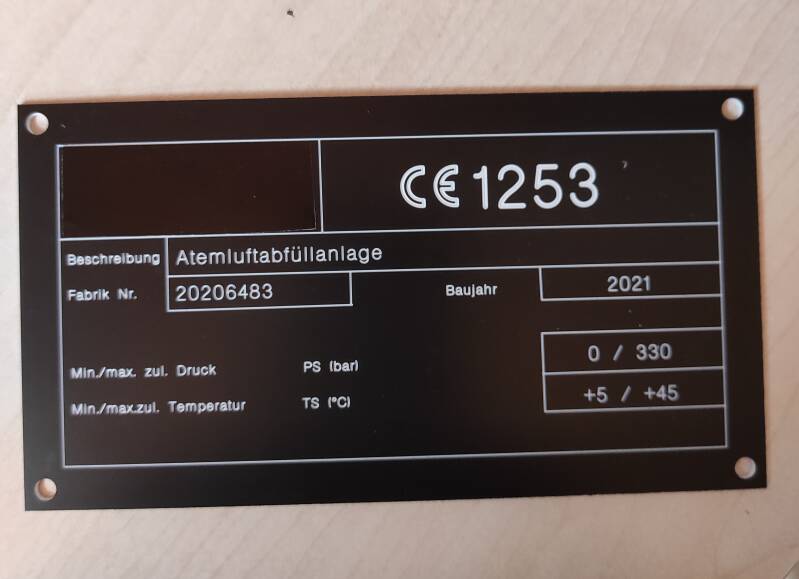 CE 1253
Beschreibung Atemluftabfüllanlage
Fabrik Nr. 20206483 Baujahr 2021
Min./max. zul. Druck PS (bar) 0 / 330
Min./max.zul. Temperatur TS (°C) +5 / +45